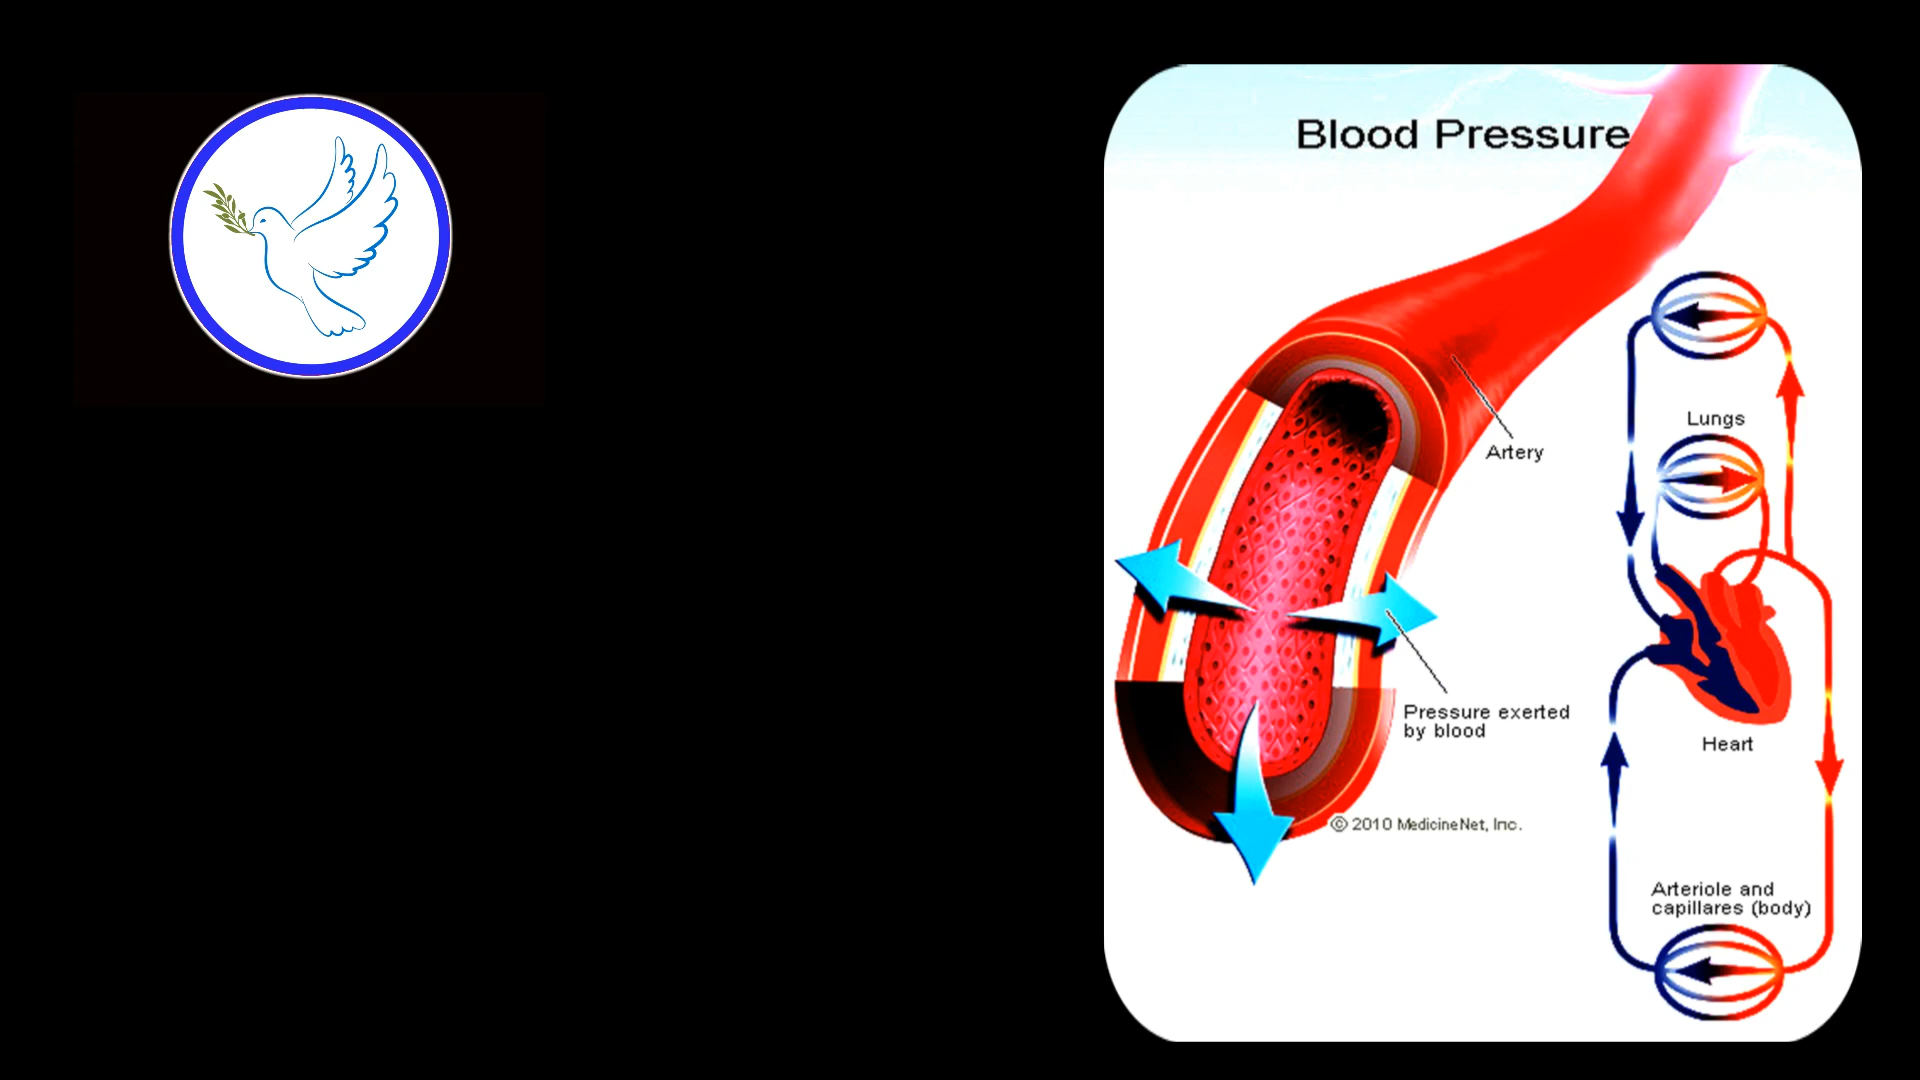 Blood Pressure
Lungs
Artery
Pressure exerted
by blood
Heart
© 2010 MedicineNet, Inc.
Arteriole and
capillares (body)